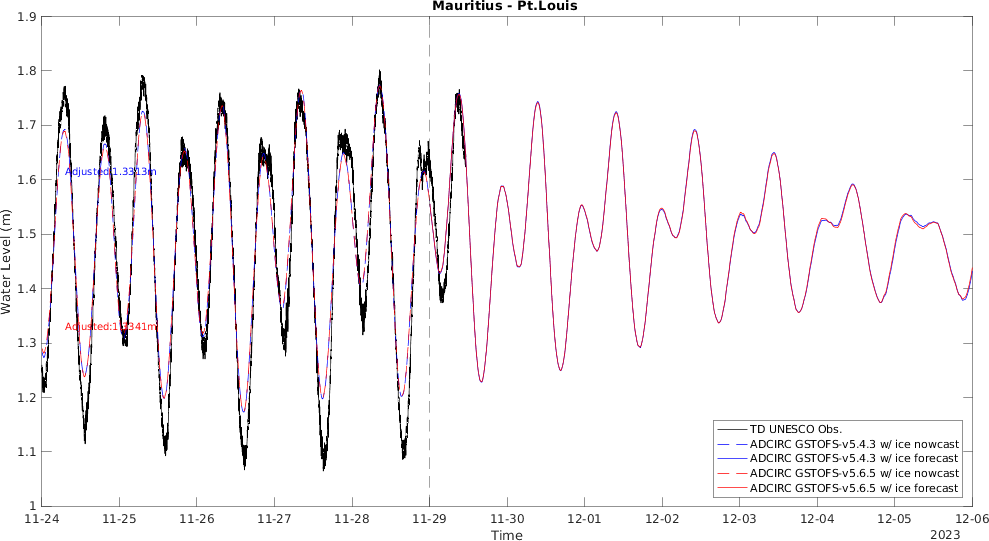 Mauritius - Pt.Louis
Water Level (m)
1.9
1.8
1.7
1.6
1.5
1.4
1.3
1.2
1.1
1
Adjusted:1.3313m
Adjusted:1.3341m
TD UNESCO Obs.
ADCIRC GSTOFS-v5.4.3 w/ ice nowcast
ADCIRC GSTOFS-v5.4.3 w/ ice forecast
ADCIRC GSTOFS-v5.6.5 w/ ice nowcast
ADCIRC GSTOFS-v5.6.5 w/ ice forecast
11-24 11-25 11-26 11-27 11-28 11-29 11-30 12-01 12-02 12-03 12-04 12-05 12-06
Time
2023